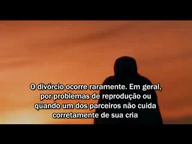 O divórcio ocorre raramente. Em geral,
por problemas de reprodução ou
quando um dos parceiros não cuida
corretamente de sua cria